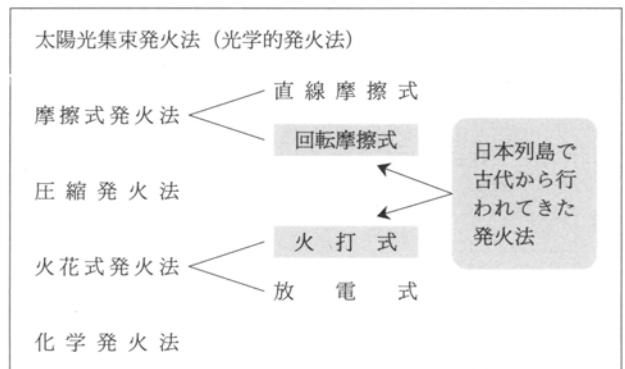 太陽光集束発火法（光学的発火法）
摩擦式発火法
直線摩擦式
回転摩擦式
圧縮発火法
火花式発火法
火打式
放電式
化学発火法
日本列島で
古代から行
われてきた
発火法